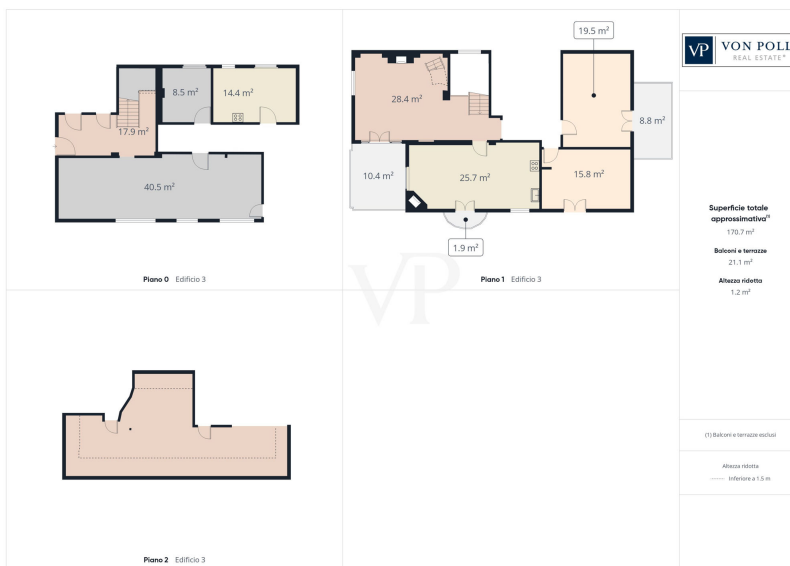 8.5 m²
14.4 m²
17.9 m²
40.5 m²
Piano 0 Edificio 3
19.5 m²
28.4 m²
8.8 m²
10.4 m²
25.7 m²
15.8 m²
1.9 m²
Piano 1 Edificio 3
VP
Piano 2 Edificio 3
VP VON POLL
REAL ESTATE®
Superficie totale
approssimativa⁽¹⁾
170.7 m²
Balconi e terrazze
21.1 m²
Altezza ridotta
1.2 m²
(1) Balconi e terrazze esclusi
Altezza ridotta
Inferiore a 1.5 m